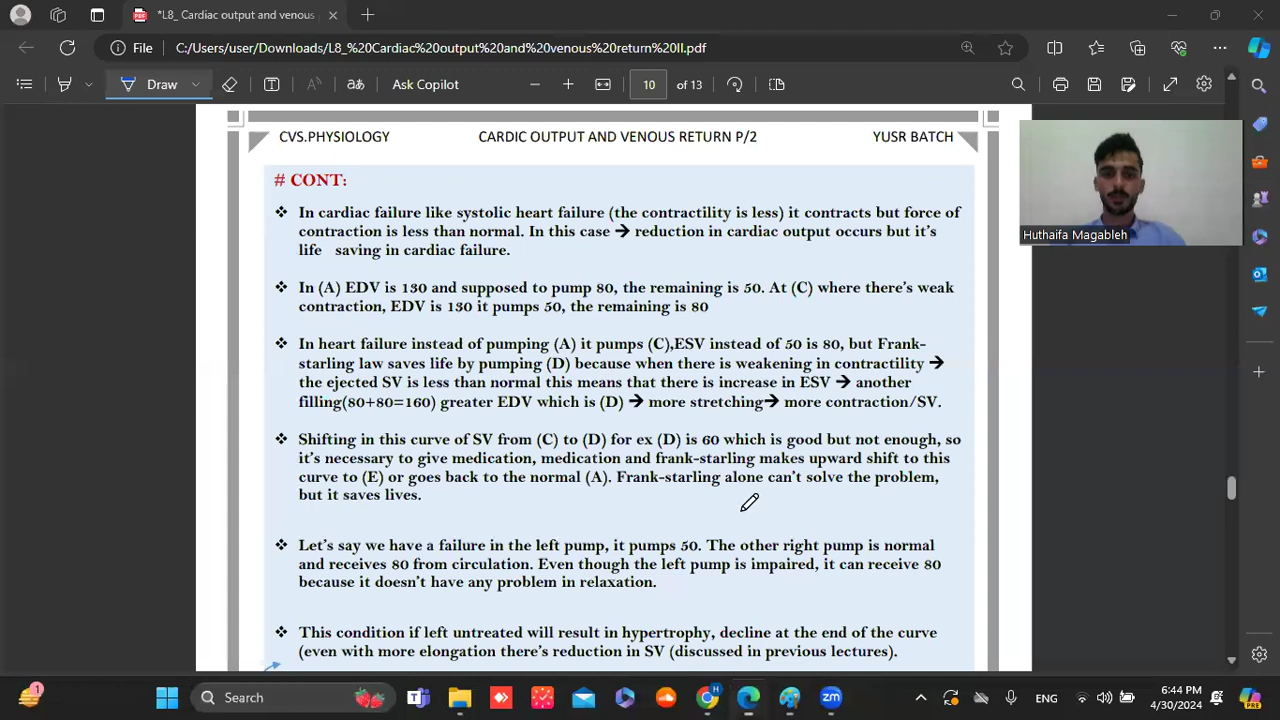 *L8_ Cardiac output and venous
File
C:/Users/user/Downloads/L8_%20Cardiac%20output%20and%20venous%20return%20II.pdf
Draw
Ask Copilot
10 of 13
CVS.PHYSIOLOGY CARDIC OUTPUT AND VENOUS RETURN P/2 YUSR BATCH
# CONT:
❖ In cardiac failure like systolic heart failure (the contractility is less) it contracts but force of
contraction is less than normal. In this case → reduction in cardiac output occurs but it's
life saving in cardiac failure.
❖ In (A) EDV is 130 and supposed to pump 80, the remaining is 50. At (C) where there's weak
contraction, EDV is 130 it pumps 50, the remaining is 80
❖ In heart failure instead of pumping (A) it pumps (C),ESV instead of 50 is 80, but Frank-
starling law saves life by pumping (D) because when there is weakening in contractility →
the ejected SV is less than normal this means that there is increase in ESV → another
filling(80+80=160) greater EDV which is (D) → more stretching→ more contraction/SV.
❖ Shifting in this curve of SV from (C) to (D) for ex (D) is 60 which is good but not enough, so
it's necessary to give medication, medication and frank-starling makes upward shift to this
curve to (E) or goes back to the normal (A). Frank-starling alone can't solve the problem,
but it saves lives.
❖ Let's say we have a failure in the left pump, it pumps 50. The other right pump is normal
and receives 80 from circulation. Even though the left pump is impaired, it can receive 80
because it doesn't have any problem in relaxation.
❖ This condition if left untreated will result in hypertrophy, decline at the end of the curve
(even with more elongation there's reduction in SV (discussed in previous lectures).
Huthaifa Magableh
1
Search
ENG
6:44 PM
4/30/2024